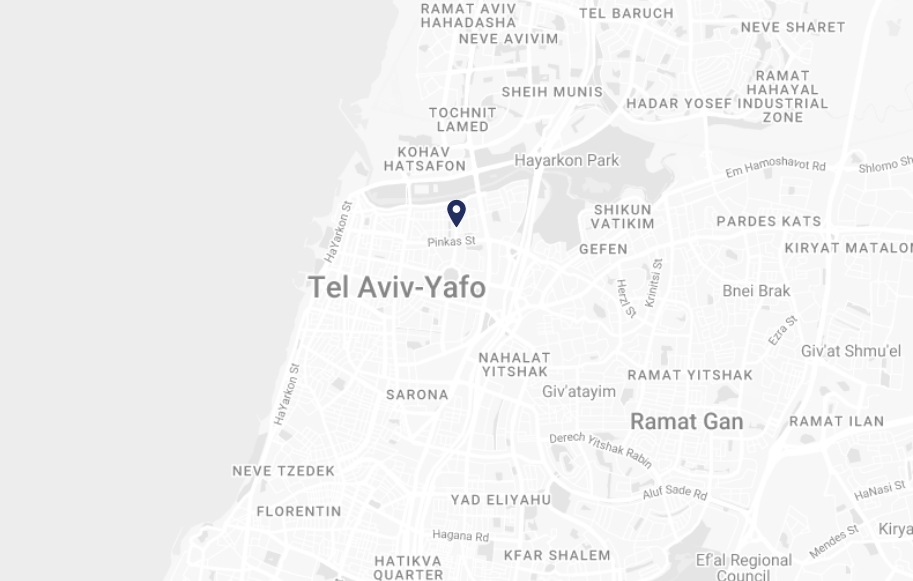 RAMAT AVIV
HAHADASHA
TEL BARUCH
NEVE SHARET
NEVE AVIVIM
RAMAT
HAHAYAL
INDUSTRIAL
ZONE
SHEIH MUNIS
HADAR YOSEF
TOCHNIT
LAMED
KOHAV
HATSAFON
Hayarkon Park
Em Hamoshavot Rd
Shlomo Sh
HaYarkon St
SHIKUN
VATIKIM
PARDES KATS
Pinkas St
GEFEN
KIRYAT MATALON
Tel Aviv-Yafo
Herzl St
Krinitsi St
Bnei Brak
Ezra St
Giv'at Shmu'el
NAHALAT
YITSHAK
RAMAT YITSHAK
HaYarkon St
SARONA
Giv'atayim
Ramat Gan
RAMAT ILAN
Derech Yitshak Rabin
NEVE TZEDEK
Aluf Sade Rd
HaNasi St
YAD ELIYAHU
FLORENTIN
Hagana Rd
Mendes St
Kirya
HATIKVA
QUARTER
KFAR SHALEM
Ef'al Regional
Council